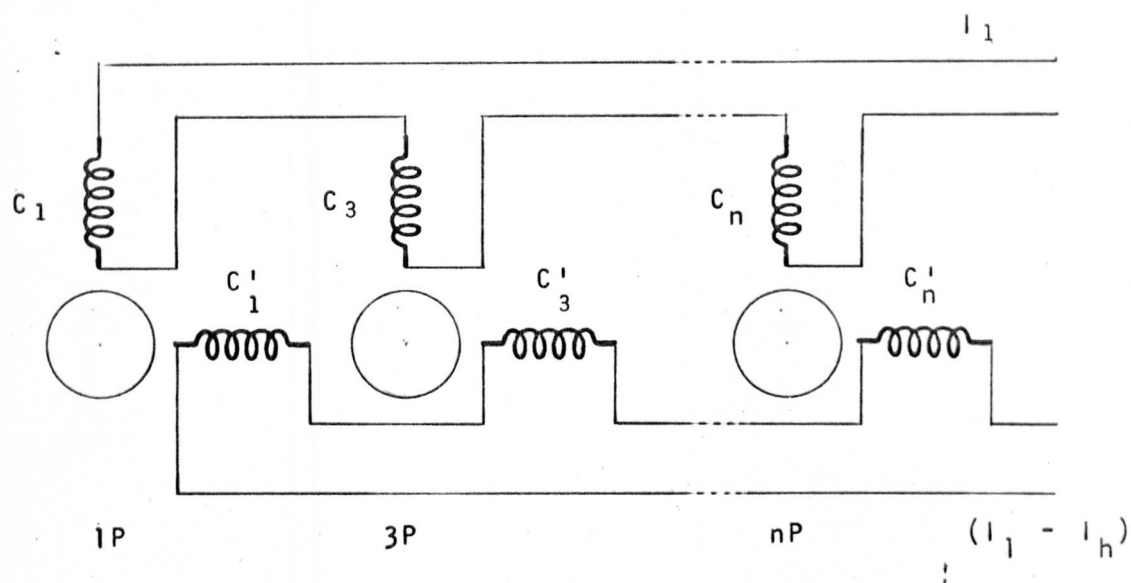 I₁
C₁ C₃ Cₙ
C'₁ C'₃ C'ₙ
1P 3P nP (I₁ - Iₕ)